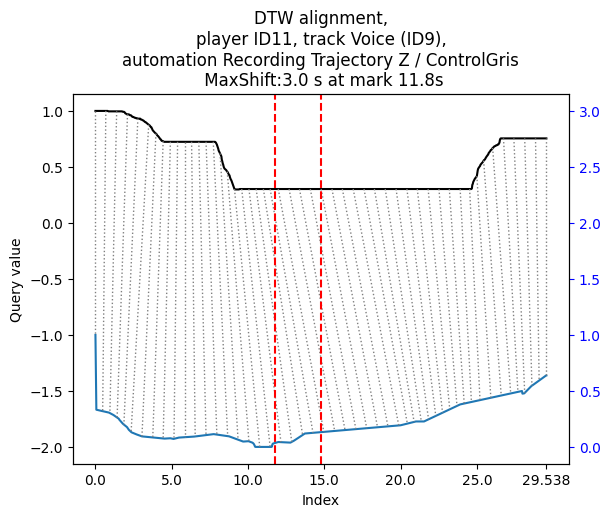 DTW alignment,
player ID11, track Voice (ID9),
automation Recording Trajectory Z / ControlGris
MaxShift:3.0 s at mark 11.8s
1.0
0.5
0.0
−0.5
−1.0
−1.5
−2.0
Query value
3.0
2.5
2.0
1.5
1.0
0.5
0.0
0.0 5.0 10.0 15.0 20.0 25.0 29.538
Index